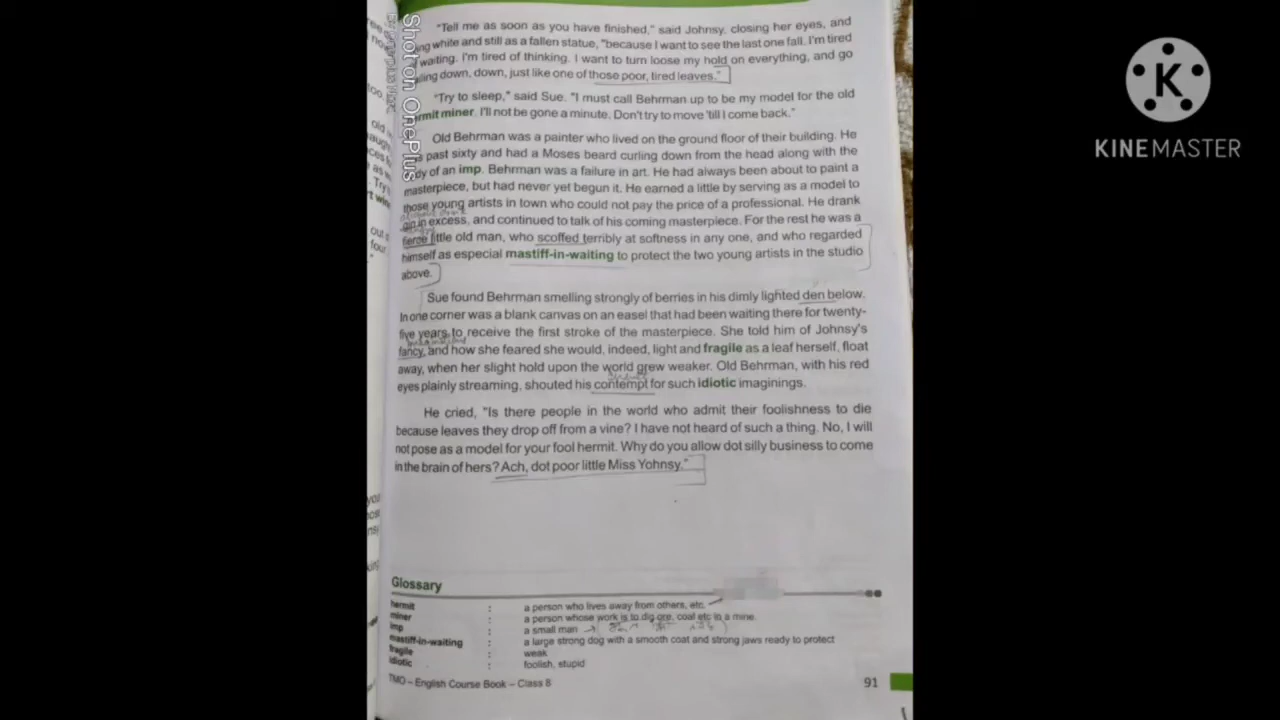 "Tell me as soon as you have finished," said Johnsy, closing her eyes, and
white and still as a fallen statue, "because I want to see the last one fall. I'm tired
waiting. I'm tired of thinking. I want to turn loose my hold on everything, and go
down, down, just like one of those poor, tired leaves."
"Try to sleep," said Sue. "I must call Behrman up to be my model for the old
miner. I'll not be gone a minute. Don't try to move 'till I come back."
Old Behrman was a painter who lived on the ground floor of their building. He
past sixty and had a Moses beard curling down from the head along with the
of an imp. Behrman was a failure in art. He had always been about to paint a
masterpiece, but had never yet begun it. He earned a little by serving as a model to
those young artists in town who could not pay the price of a professional. He drank
gin in excess, and continued to talk of his coming masterpiece. For the rest he was a
fierce little old man, who scoffed terribly at softness in any one, and who regarded
himself as especial mastiff-in-waiting to protect the two young artists in the studio
above.
Sue found Behrman smelling strongly of berries in his dimly lighted den below.
In one corner was a blank canvas on an easel that had been waiting there for twenty-
five years to receive the first stroke of the masterpiece. She told him of Johnsy's
fancy, and how she feared she would, indeed, light and fragile as a leaf herself, float
away, when her slight hold upon the world grew weaker. Old Behrman, with his red
eyes plainly streaming, shouted his contempt for such idiotic imaginings.
He cried, "Is there people in the world who admit their foolishness to die
because leaves they drop off from a vine? I have not heard of such a thing. No, I will
not pose as a model for your fool hermit. Why do you allow dot silly business to come
in the brain of hers? Ach, dot poor little Miss Yohnsy."
Glossary
hermit : a person who lives away from others, etc.
miner : a person whose work is to dig ore, coal etc in a mine.
imp : a small man
mastiff-in-waiting : a large strong dog with a smooth coat and strong jaws ready to protect
fragile : weak
idiotic : foolish, stupid
TMO – English Course Book – Class 8
91
Shot on OnePlus
K
KINEMASTER